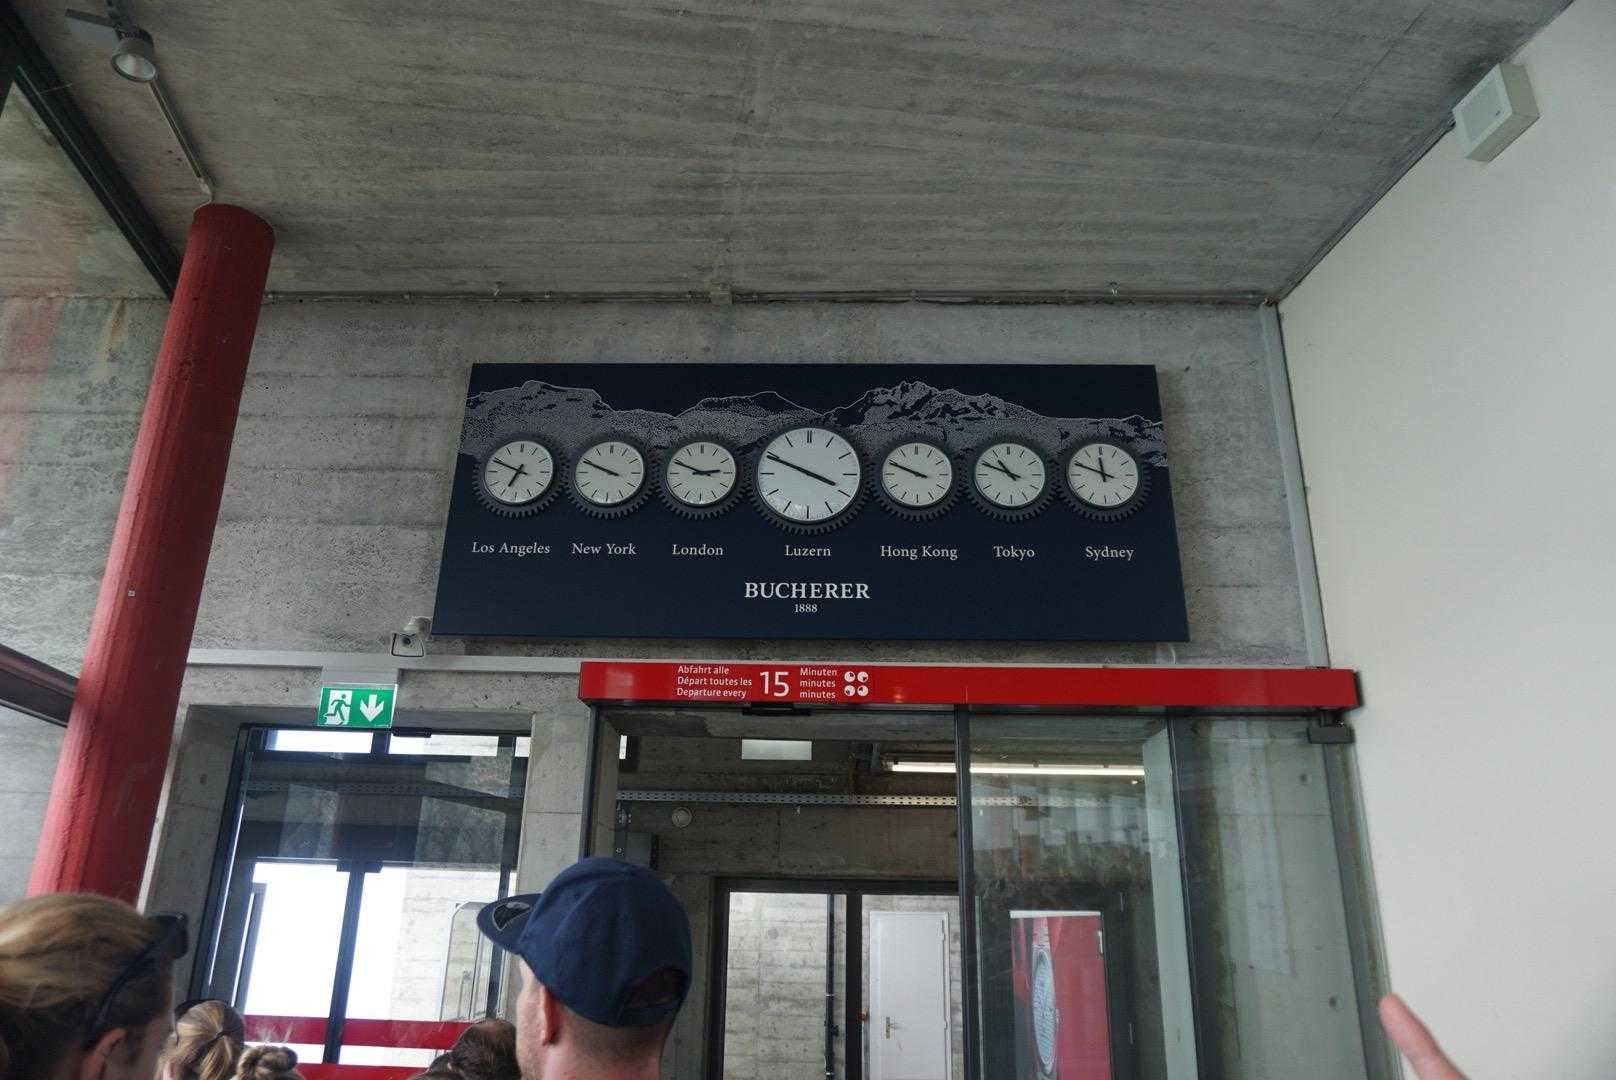 Los Angeles New York London Luzern Hong Kong Tokyo Sydney
BUCHERER
1888
Abfahrt alle
Départ toutes les
Departure every
15
Minuten
minutes
minutes